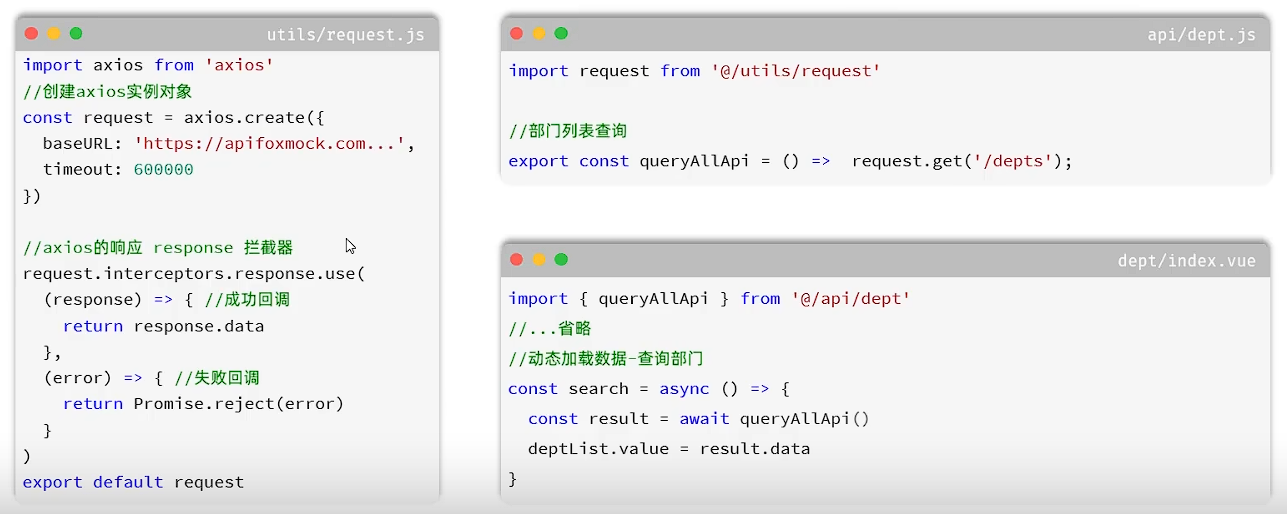 utils/request.js
import axios from 'axios'
//创建axios实例对象
const request = axios.create({
  baseURL: 'https://apifoxmock.com...',
  timeout: 600000
})
//axios的响应 response 拦截器
request.interceptors.response.use(
  (response) => { //成功回调
    return response.data
  },
  (error) => { //失败回调
    return Promise.reject(error)
  }
)
export default request
api/dept.js
import request from '@/utils/request'
//部门列表查询
export const queryAllApi = () =>  request.get('/depts');
dept/index.vue
import { queryAllApi } from '@/api/dept'
//...省略
//动态加载数据-查询部门
const search = async () => {
  const result = await queryAllApi()
  deptList.value = result.data
}